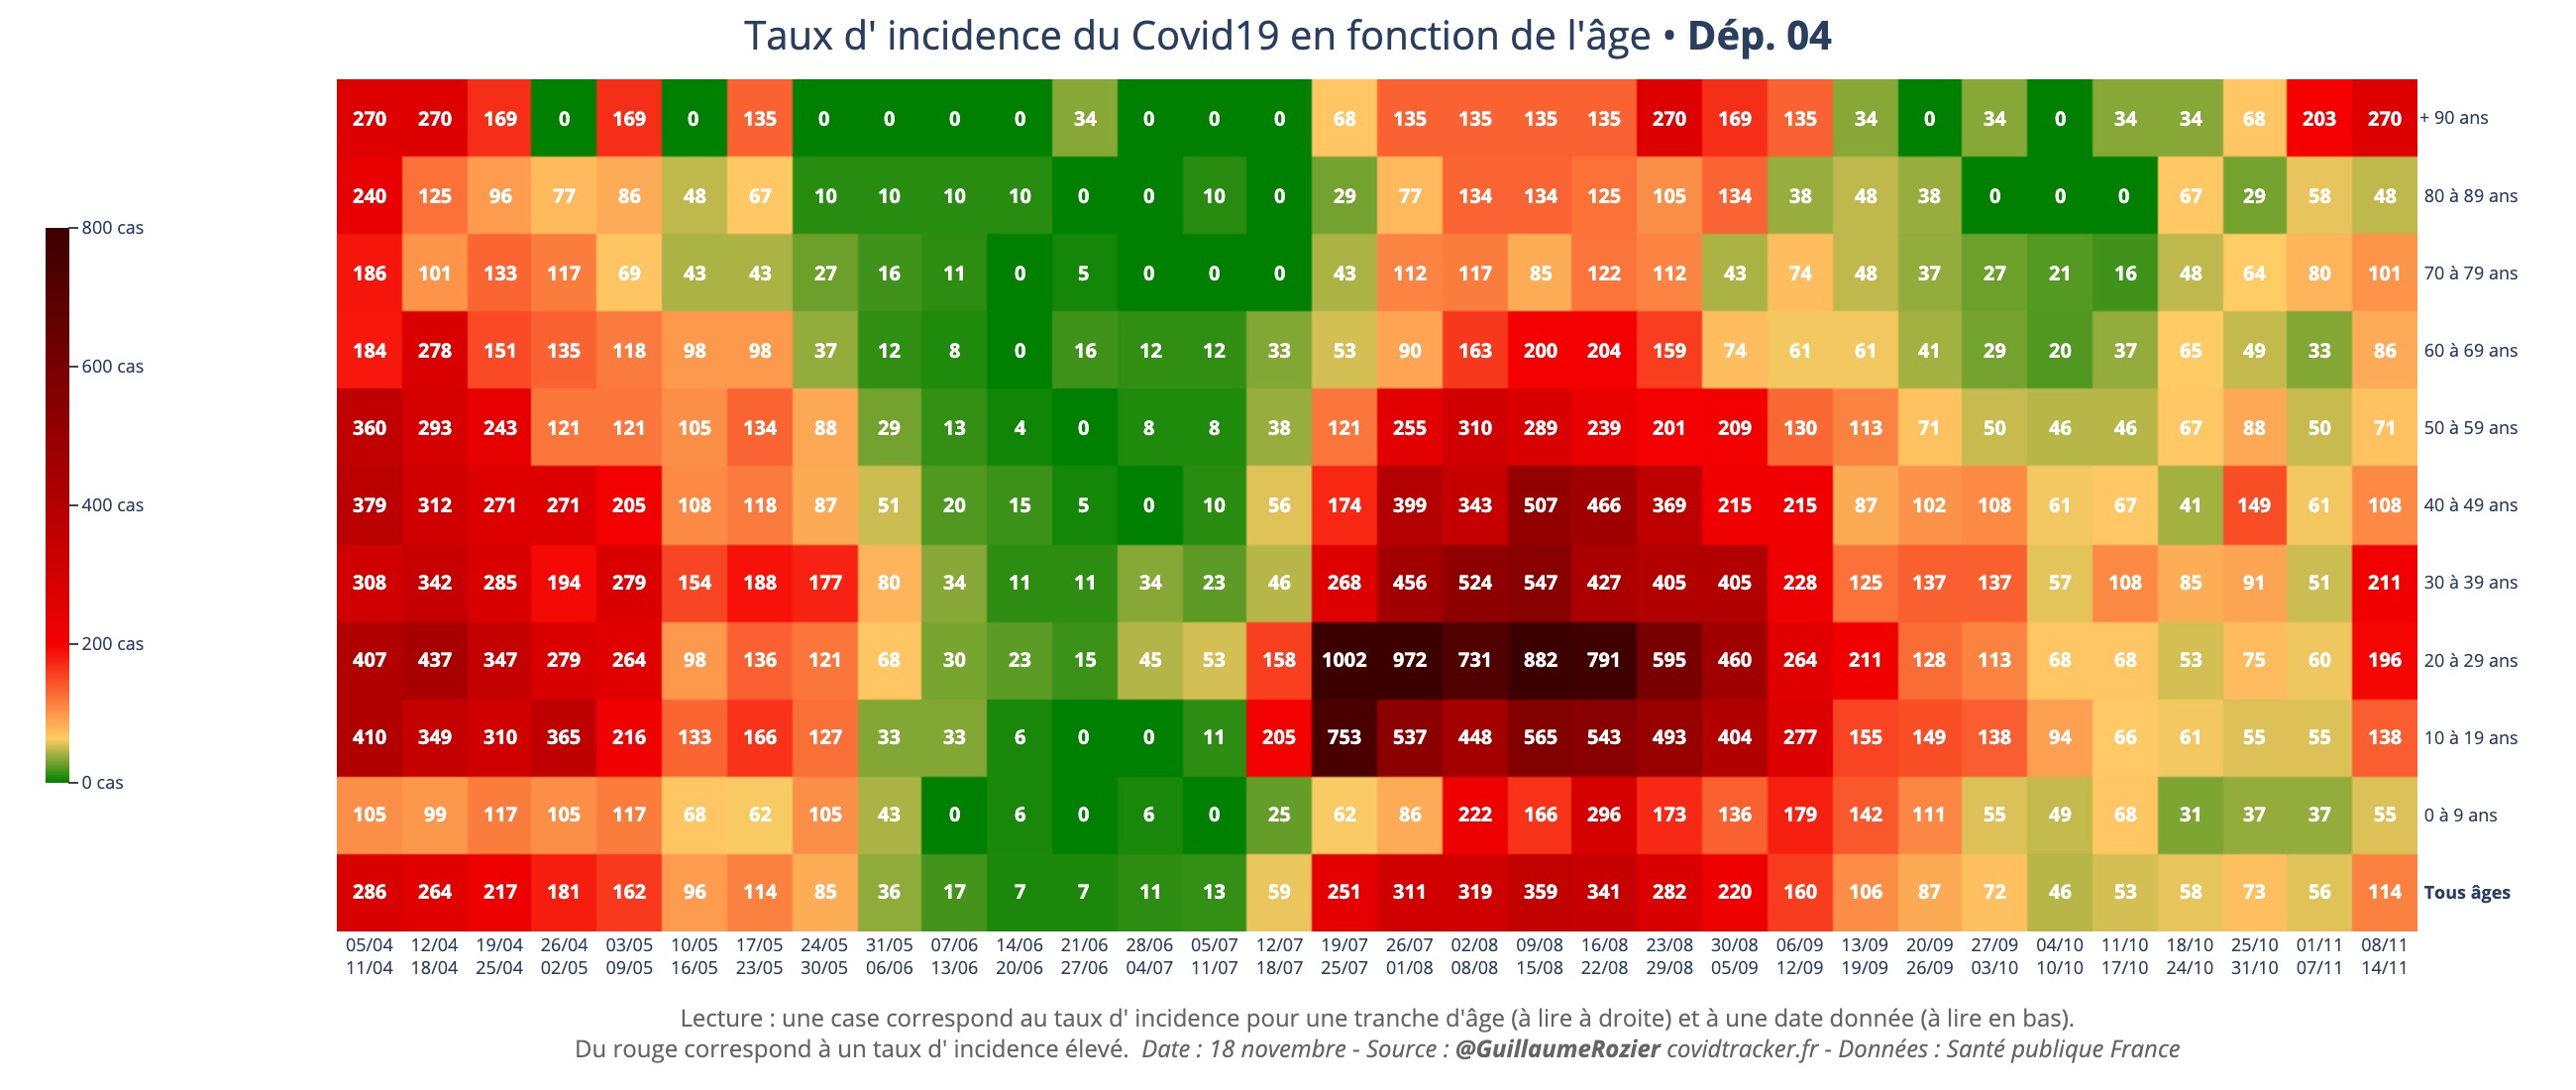 Taux d' incidence du Covid19 en fonction de l'âge • Dép. 04
800 cas
600 cas
400 cas
200 cas
0 cas
270 270 169 0 169 0 135 0 0 0 0 34 0 0 0 68 135 135 135 135 270 169 135 34 0 34 0 34 34 68 203 270 + 90 ans
240 125 96 77 86 48 67 10 10 10 10 0 0 10 0 29 77 134 134 125 105 134 38 48 38 0 0 0 67 29 58 48 80 à 89 ans
186 101 133 117 69 43 43 27 16 11 0 5 0 0 0 43 112 117 85 122 112 43 74 48 37 27 21 16 48 64 80 101 70 à 79 ans
184 278 151 135 118 98 98 37 12 8 0 16 12 12 33 53 90 163 200 204 159 74 61 61 41 29 20 37 65 49 33 86 60 à 69 ans
360 293 243 121 121 105 134 88 29 13 4 0 8 8 38 121 255 310 289 239 201 209 130 113 71 50 46 46 67 88 50 71 50 à 59 ans
379 312 271 271 205 108 118 87 51 20 15 5 0 10 56 174 399 343 507 466 369 215 215 87 102 108 61 67 41 149 61 108 40 à 49 ans
308 342 285 194 279 154 188 177 80 34 11 11 34 23 46 268 456 524 547 427 405 405 228 125 137 137 57 108 85 91 51 211 30 à 39 ans
407 437 347 279 264 98 136 121 68 30 23 15 45 53 158 1002 972 731 882 791 595 460 264 211 128 113 68 68 53 75 60 196 20 à 29 ans
410 349 310 365 216 133 166 127 33 33 6 0 0 11 205 753 537 448 565 543 493 404 277 155 149 138 94 66 61 55 55 138 10 à 19 ans
105 99 117 105 117 68 62 105 43 0 6 0 6 0 25 62 86 222 166 296 173 136 179 142 111 55 49 68 31 37 37 55 0 à 9 ans
286 264 217 181 162 96 114 85 36 17 7 7 11 13 59 251 311 319 359 341 282 220 160 106 87 72 46 53 58 73 56 114 Tous âges
05/04 12/04 19/04 26/04 03/05 10/05 17/05 24/05 31/05 07/06 14/06 21/06 28/06 05/07 12/07 19/07 26/07 02/08 09/08 16/08 23/08 30/08 06/09 13/09 20/09 27/09 04/10 11/10 18/10 25/10 01/11 08/11
11/04 18/04 25/04 02/05 09/05 16/05 23/05 30/05 06/06 13/06 20/06 27/06 04/07 11/07 18/07 25/07 01/08 08/08 15/08 22/08 29/08 05/09 12/09 19/09 26/09 03/10 10/10 17/10 24/10 31/10 07/11 14/11
Lecture : une case correspond au taux d' incidence pour une tranche d'âge (à lire à droite) et à une date donnée (à lire en bas).
Du rouge correspond à un taux d' incidence élevé. Date : 18 novembre - Source : @GuillaumeRozier covidtracker.fr - Données : Santé publique France